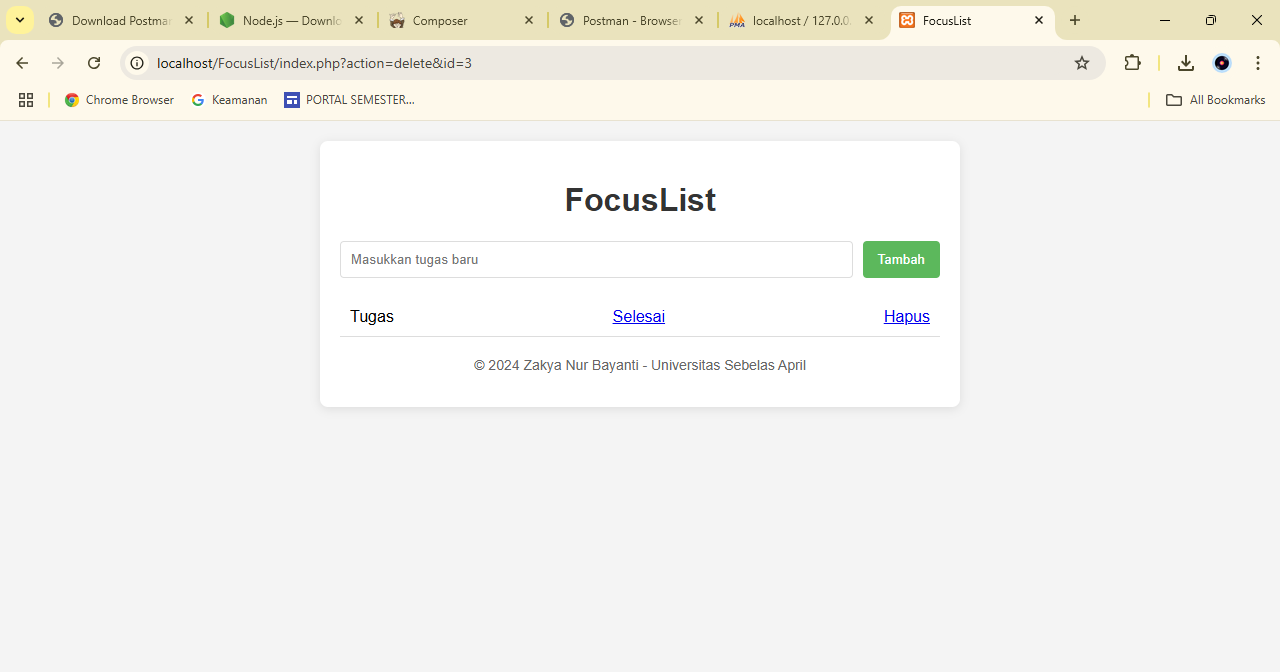 Download Postman
Node.js — Downlo
Composer
Postman - Browser
localhost / 127.0.0.
FocusList
localhost/FocusList/index.php?action=delete&id=3
Chrome Browser
Keamanan
PORTAL SEMESTER...
All Bookmarks
FocusList
Masukkan tugas baru
Tambah
Tugas
Selesai
Hapus
© 2024 Zakya Nur Bayanti - Universitas Sebelas April